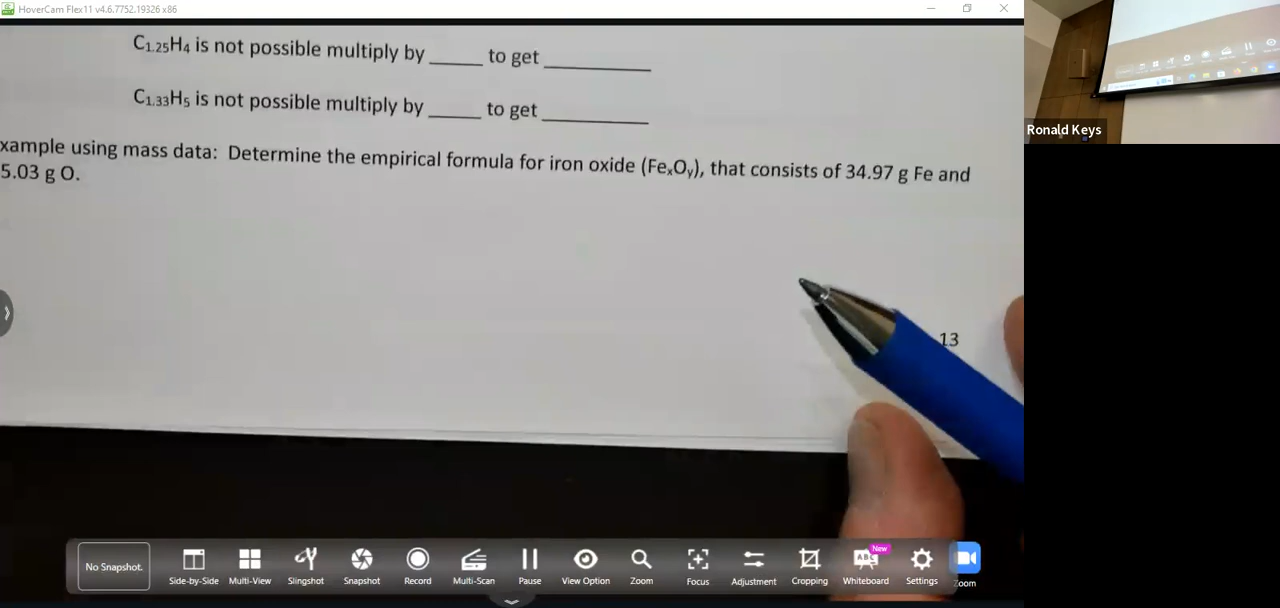 HoverCam Flex11 v4.6.7752.19326 x86
C1.25H4 is not possible multiply by _____ to get __________
C1.33H5 is not possible multiply by _____ to get __________
xample using mass data: Determine the empirical formula for iron oxide (FexOy), that consists of 34.97 g Fe and
5.03 g O.
13
Ronald Keys
No Snapshot.
Side-by-Side
Multi-View
Slingshot
Snapshot
Record
Multi-Scan
Pause
View Option
Zoom
Focus
Adjustment
Cropping
New
ABC
Whiteboard
Settings
Zoom